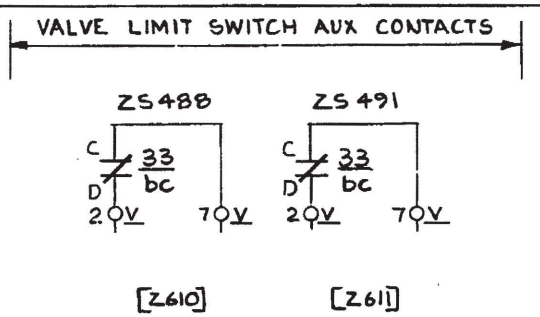 VALVE LIMIT SWITCH AUX CONTACTS
ZS488 ZS491
C 33 C 33
D bc D bc
2 V 7 V 2 V 7 V
[Z610] [Z611]